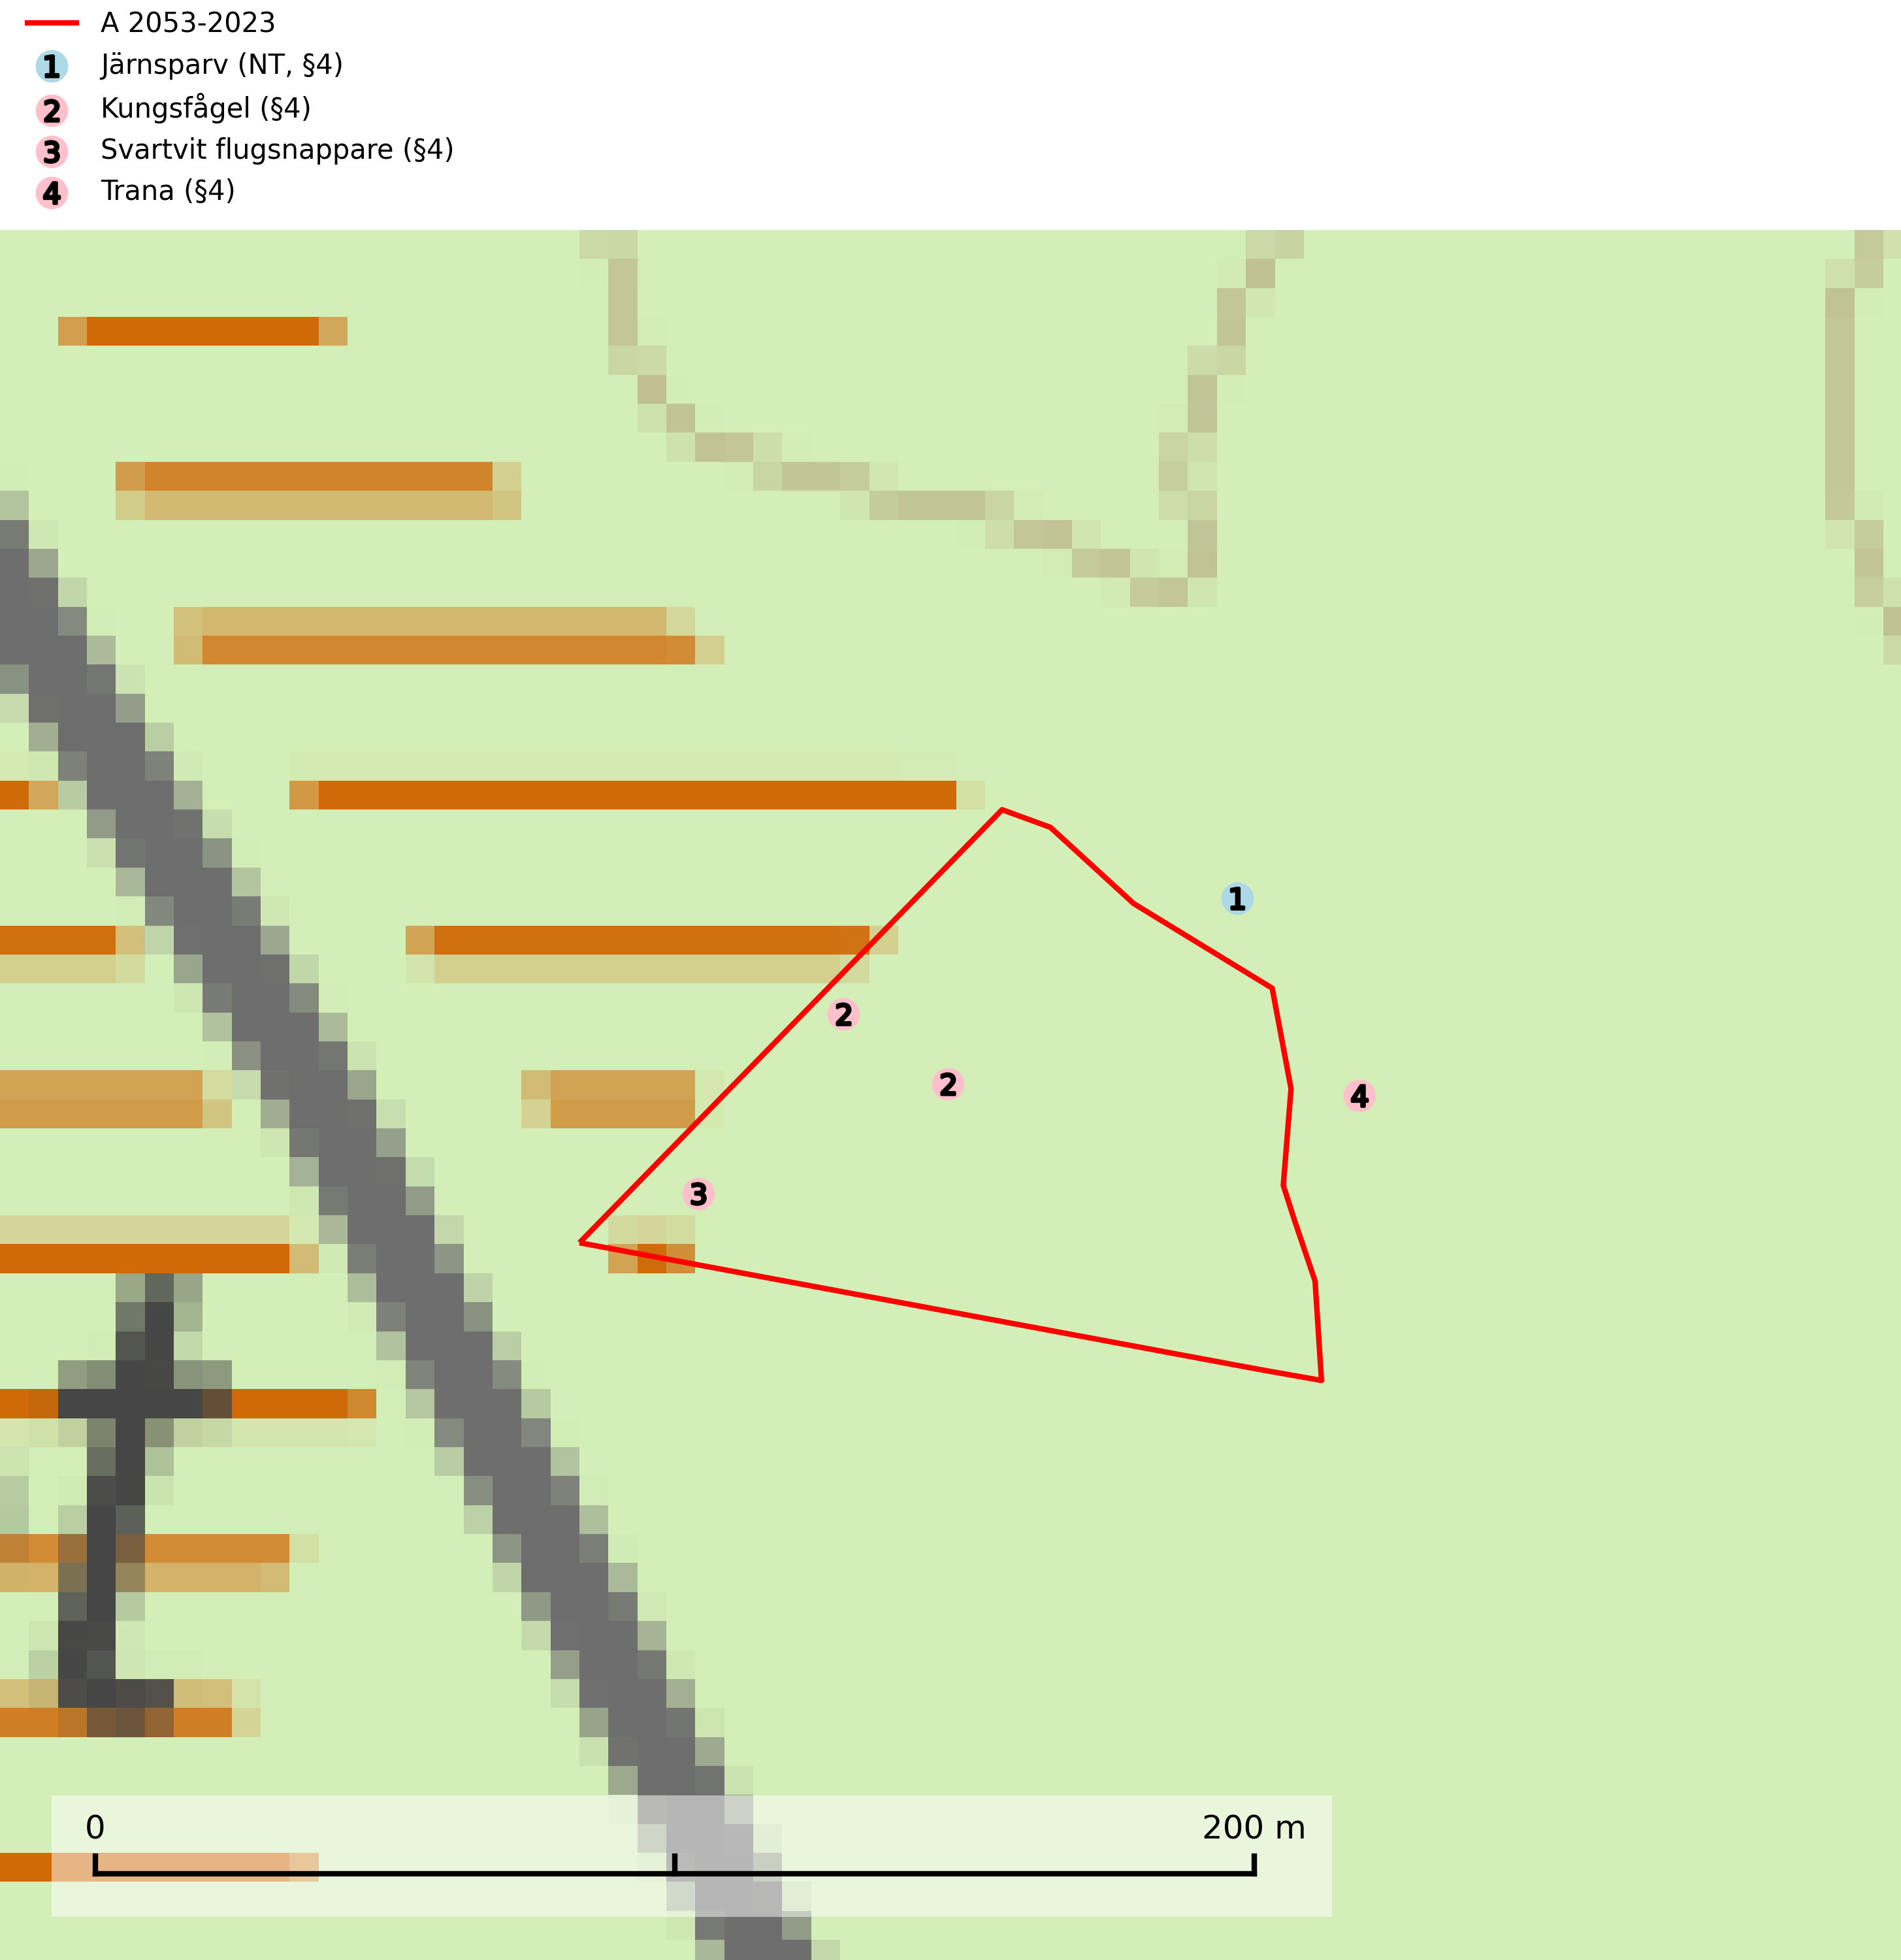 A 2053-2023
1 Järnsparv (NT, §4)
2 Kungsfågel (§4)
3 Svartvit flugsnappare (§4)
4 Trana (§4)
1
2
2
4
3
0 200 m